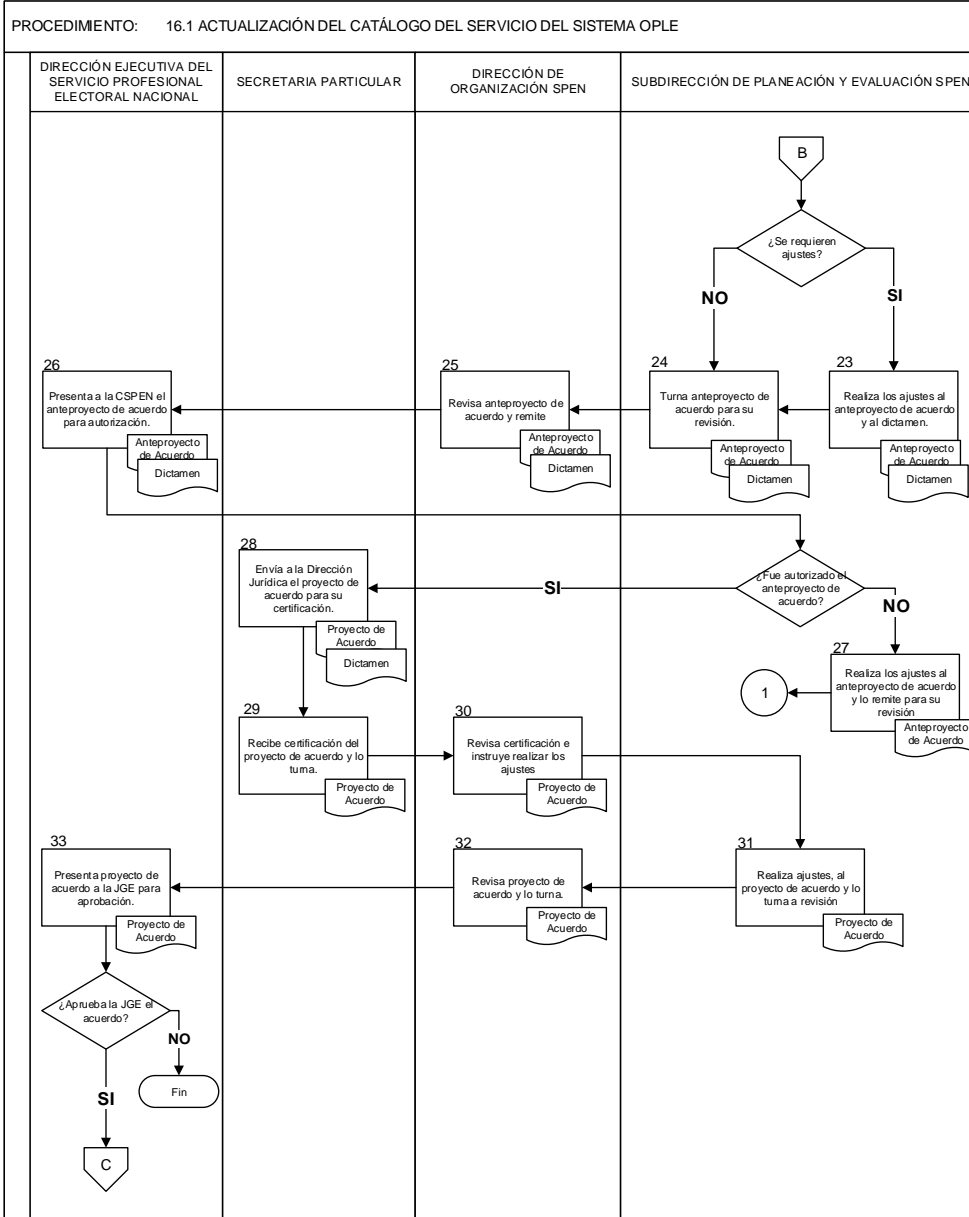 PROCEDIMIENTO: 16.1 ACTUALIZACIÓN DEL CATÁLOGO DEL SERVICIO DEL SISTEMA OPLE
DIRECCIÓN EJECUTIVA DEL
SERVICIO PROFESIONAL
ELECTORAL NACIONAL
SECRETARIA PARTICULAR
DIRECCIÓN DE
ORGANIZACIÓN SPEN
SUBDIRECCIÓN DE PLANEACIÓN Y EVALUACIÓN SPEN
B
¿Se requieren
ajustes?
NO
SI
26
Presenta a la CSPEN el
anteproyecto de acuerdo
para autorización.
Anteproyecto
de Acuerdo
Dictamen
25
Revisa anteproyecto de
acuerdo y remite
Anteproyecto
de Acuerdo
Dictamen
24
Turna anteproyecto de
acuerdo para su
revisión.
Anteproyecto
de Acuerdo
Dictamen
23
Realiza los ajustes al
anteproyecto de acuerdo
y al dictamen.
Anteproyecto
de Acuerdo
Dictamen
28
Envía a la Dirección
Jurídica el proyecto de
acuerdo para su
certificación.
Proyecto de
Acuerdo
Dictamen
SI
¿Fue autorizado el
anteproyecto de
acuerdo?
NO
27
Realiza los ajustes al
anteproyecto de acuerdo
y lo remite para su
revisión
Anteproyecto
de Acuerdo
1
29
Recibe certificación del
proyecto de acuerdo y lo
turna.
Proyecto de
Acuerdo
30
Revisa certificación e
instruye realizar los
ajustes
Proyecto de
Acuerdo
33
Presenta proyecto de
acuerdo a la JGE para
aprobación.
Proyecto de
Acuerdo
32
Revisa proyecto de
acuerdo y lo turna.
Proyecto de
Acuerdo
31
Realiza ajustes, al
proyecto de acuerdo y lo
turna a revisión
Proyecto de
Acuerdo
¿Aprueba la JGE el
acuerdo?
NO
Fin
SI
C